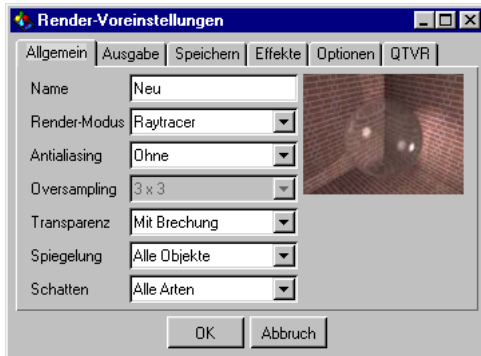 Render-Voreinstellungen
Allgemein Ausgabe Speichern Effekte Optionen QTVR
Name Neu
Render-Modus Raytracer
Antialiasing Ohne
Oversampling 3 x 3
Transparenz Mit Brechung
Spiegelung Alle Objekte
Schatten Alle Arten
OK Abbruch